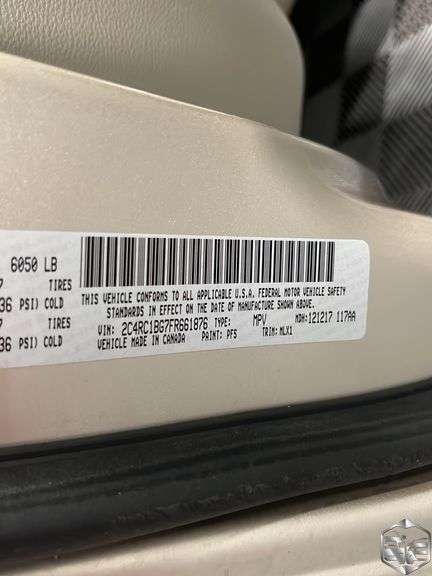 6050 LB
TIRES
36 PSI) COLD
TIRES
36 PSI) COLD
THIS VEHICLE CONFORMS TO ALL APPLICABLE U.S.A. FEDERAL MOTOR VEHICLE SAFETY
STANDARDS IN EFFECT ON THE DATE OF MANUFACTURE SHOWN ABOVE.
VIN: 2C4RC1BG7FR661876 TYPE: MPV MDH: 121217 117AA
VEHICLE MADE IN CANADA PAINT: PFS TRIM: MLX1